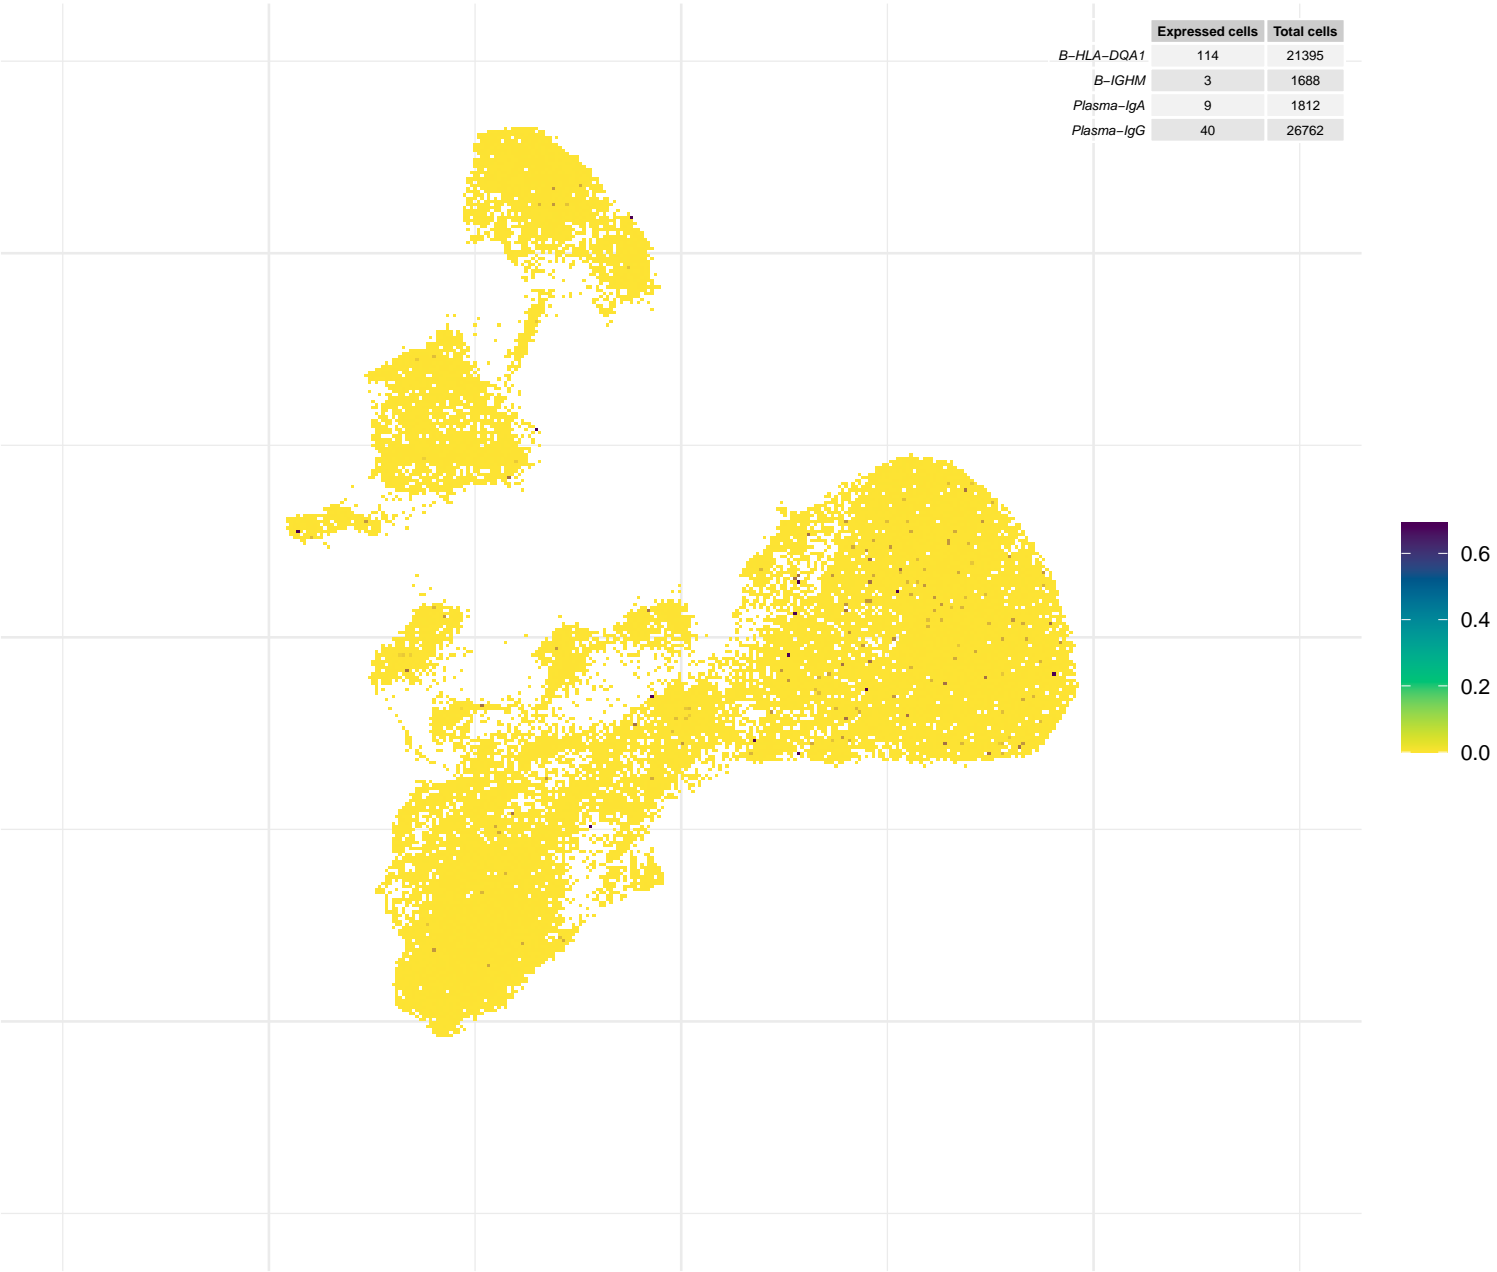 Expressed cells Total cells
B−HLA−DQA1 114 21395
B−IGHM 3 1688
Plasma−IgA 9 1812
Plasma−IgG 40 26762
0.6
0.4
0.2
0.0